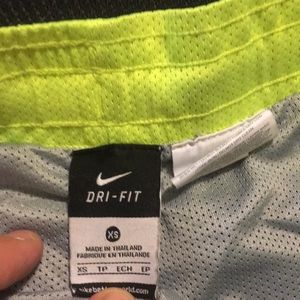 DRI-FIT
XS
MADE IN THAILAND
FABRIQUE EN THAILANDE
XS TP ECH EP